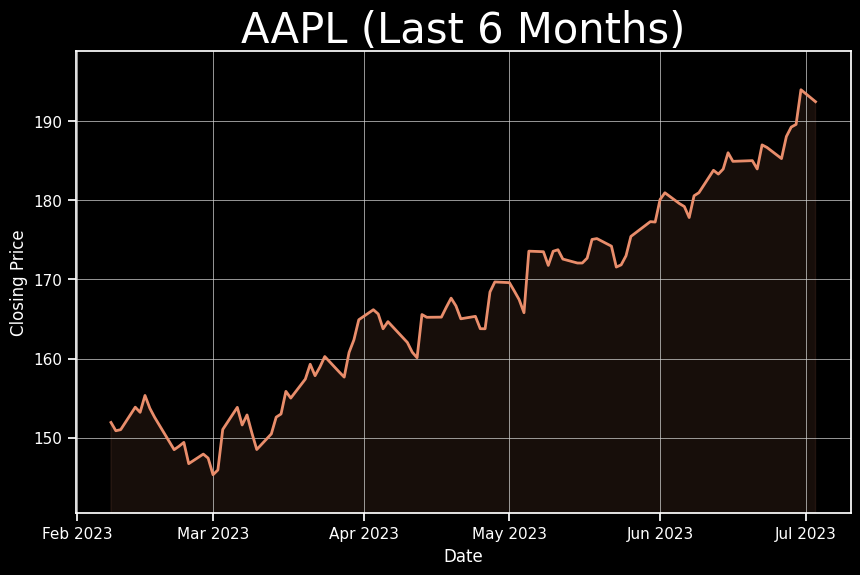 AAPL (Last 6 Months)
Closing Price
190
180
170
160
150
Feb 2023 Mar 2023 Apr 2023 May 2023 Jun 2023 Jul 2023
Date